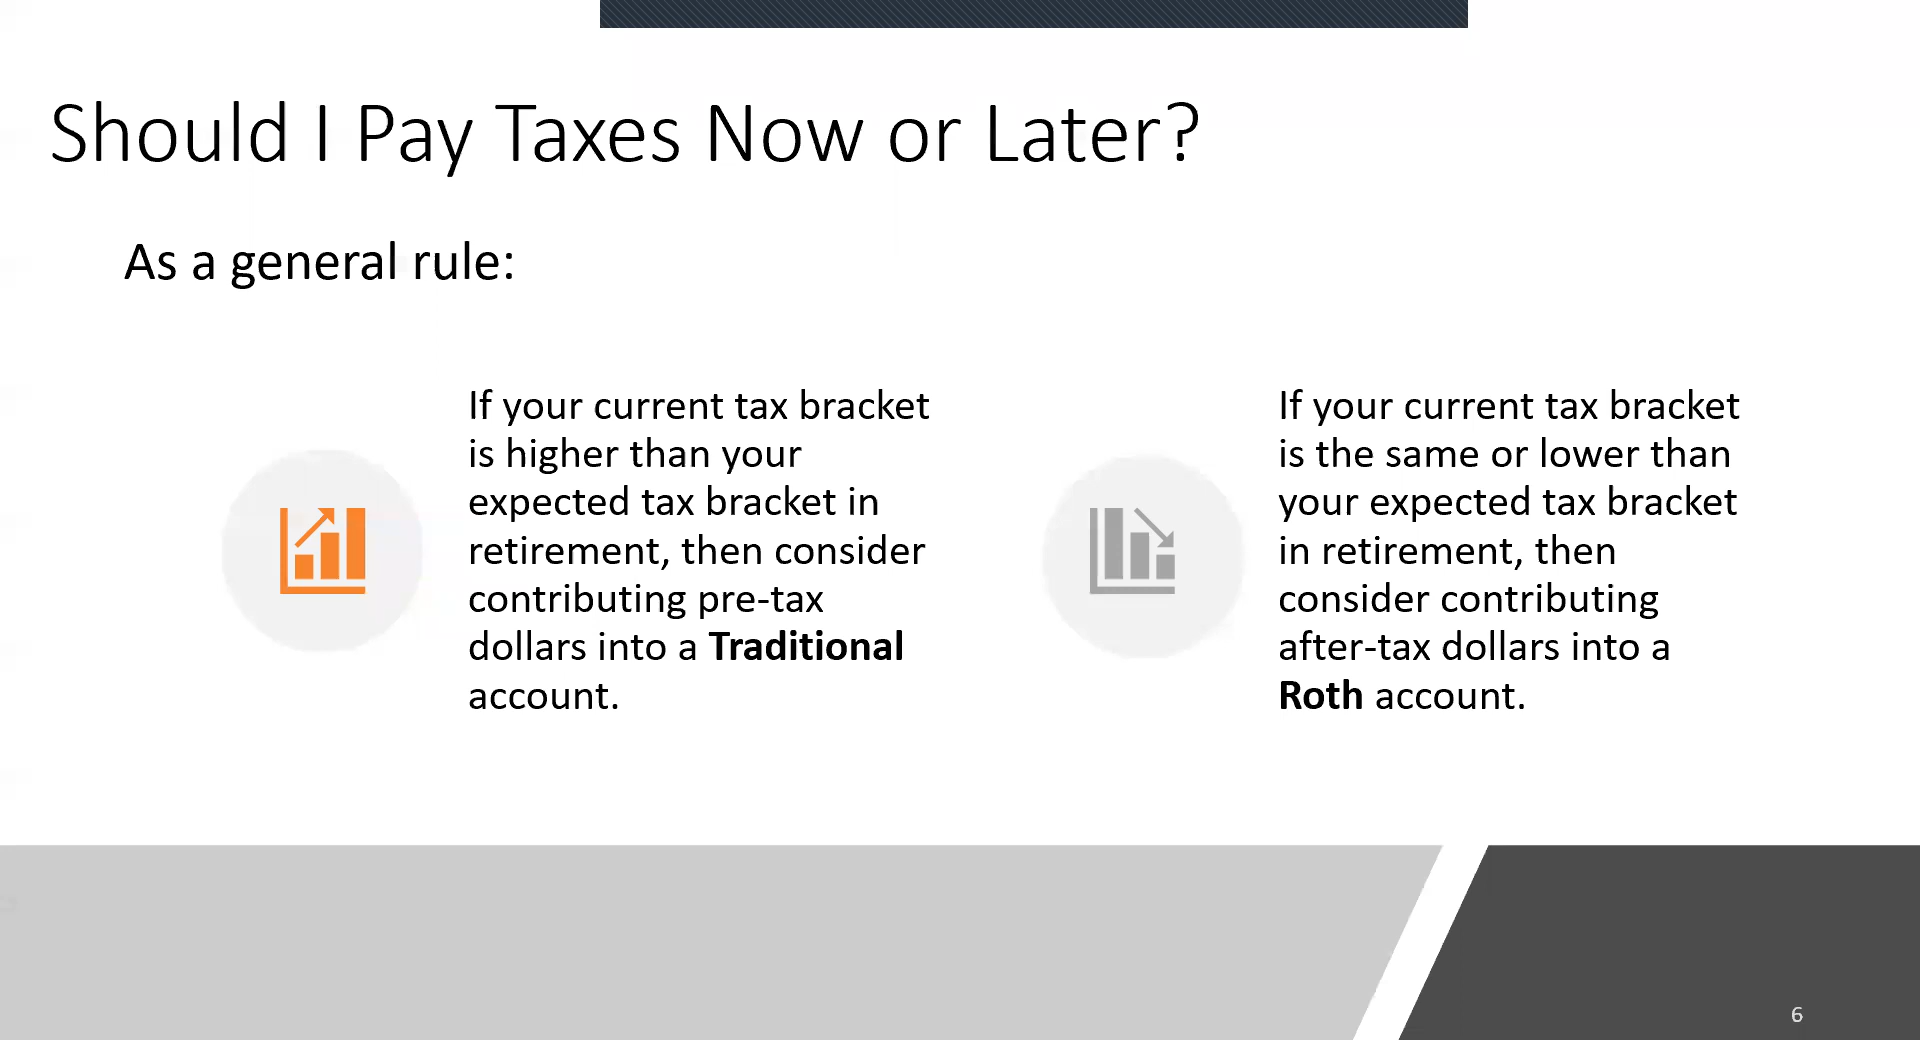 Should I Pay Taxes Now or Later?
As a general rule:
If your current tax bracket
is higher than your
expected tax bracket in
retirement, then consider
contributing pre-tax
dollars into a Traditional
account.
If your current tax bracket
is the same or lower than
your expected tax bracket
in retirement, then
consider contributing
after-tax dollars into a
Roth account.
6